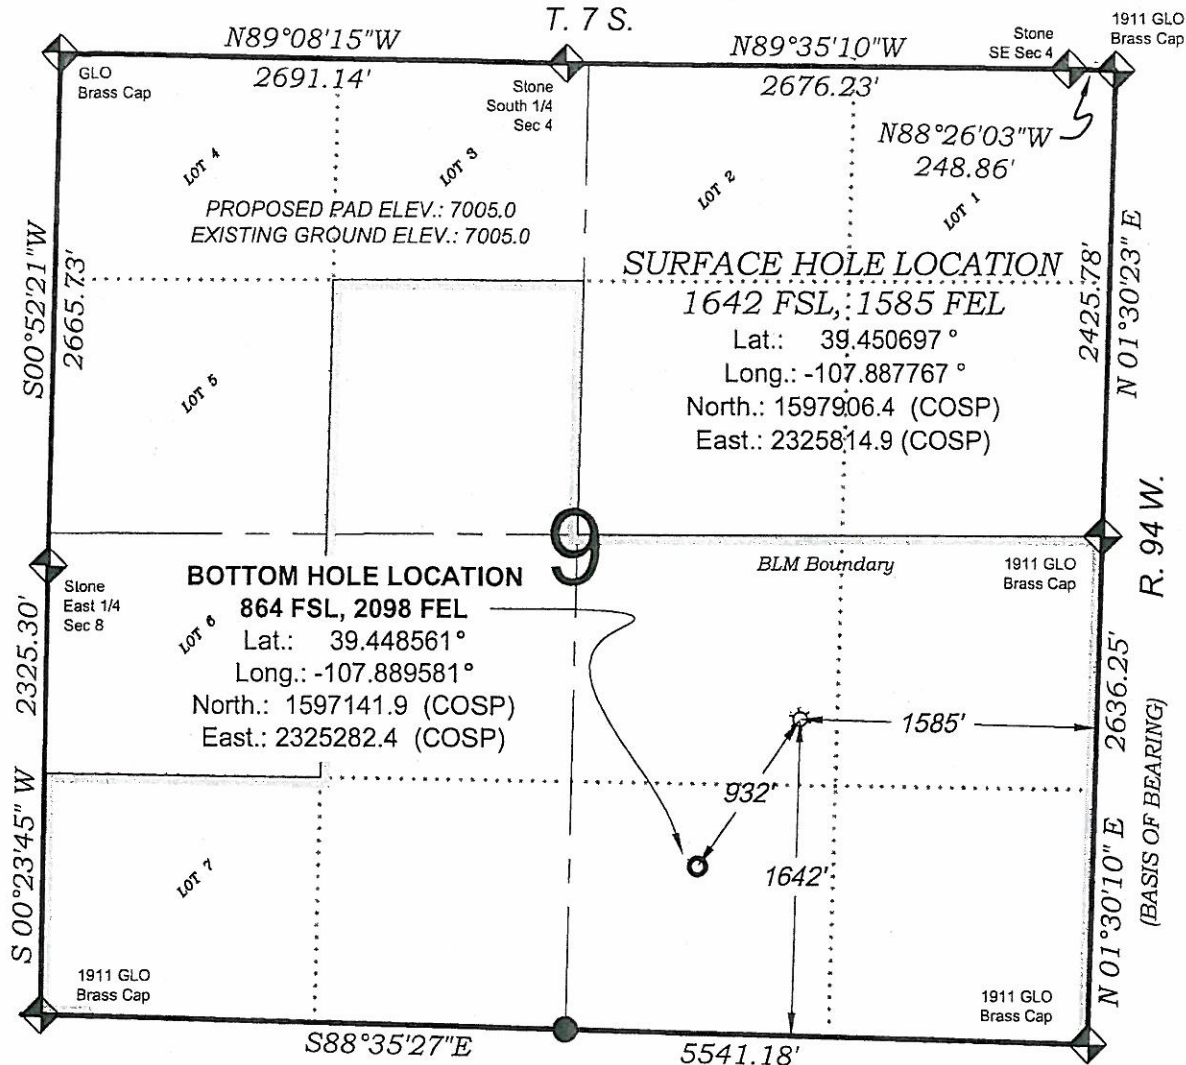 T. 7 S.
N89°08'15"W
2691.14'
N89°35'10"W
2676.23'
Stone
SE Sec 4
1911 GLO
Brass Cap
GLO
Brass Cap
Stone
South 1/4
Sec 4
N88°26'03"W
248.86'
LOT 4
LOT 3
LOT 2
LOT 1
PROPOSED PAD ELEV.: 7005.0
EXISTING GROUND ELEV.: 7005.0
S00°52'21"W
2665.73'
SURFACE HOLE LOCATION
1642 FSL, 1585 FEL
Lat.: 39.450697 °
Long.: -107.887767 °
North.: 1597906.4 (COSP)
East.: 2325814.9 (COSP)
2425.78'
N 01°30'23" E
LOT 5
R. 94 W.
9
BLM Boundary
1911 GLO
Brass Cap
Stone
East 1/4
Sec 8
LOT 6
BOTTOM HOLE LOCATION
864 FSL, 2098 FEL
Lat.: 39.448561°
Long.: -107.889581°
North.: 1597141.9 (COSP)
East.: 2325282.4 (COSP)
2325.30'
S 00°23'45" W
1585'
932'
1642'
2636.25'
N 01°30'10" E
(BASIS OF BEARING)
LOT 7
1911 GLO
Brass Cap
1911 GLO
Brass Cap
S88°35'27"E
5541.18'